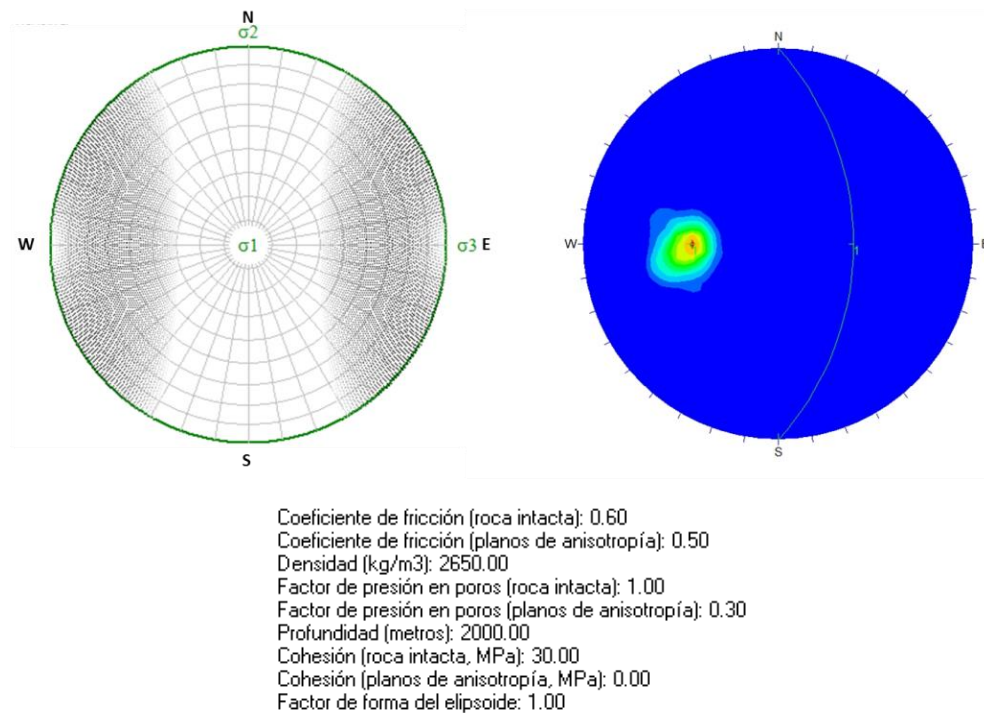 N
σ2
W
σ1
σ3 E
S
N
W
1
E
S
Coeficiente de fricción (roca intacta): 0.60
Coeficiente de fricción (planos de anisotropía): 0.50
Densidad (kg/m3): 2650.00
Factor de presión en poros (roca intacta): 1.00
Factor de presión en poros (planos de anisotropía): 0.30
Profundidad (metros): 2000.00
Cohesión (roca intacta, MPa): 30.00
Cohesión (planos de anisotropía, MPa): 0.00
Factor de forma del elipsoide: 1.00